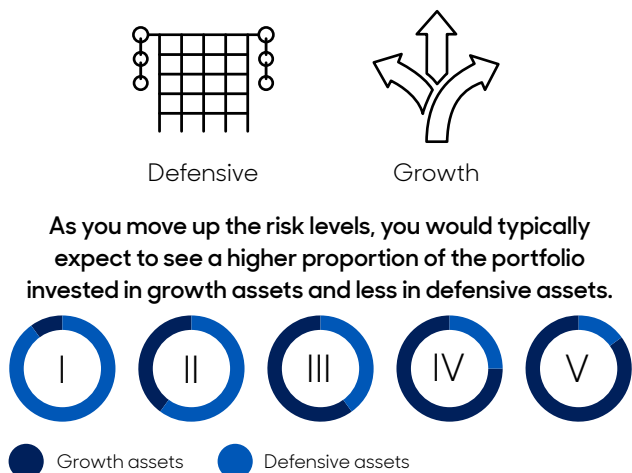 Defensive
Growth
As you move up the risk levels, you would typically
expect to see a higher proportion of the portfolio
invested in growth assets and less in defensive assets.
I
II
III
IV
V
Growth assets
Defensive assets